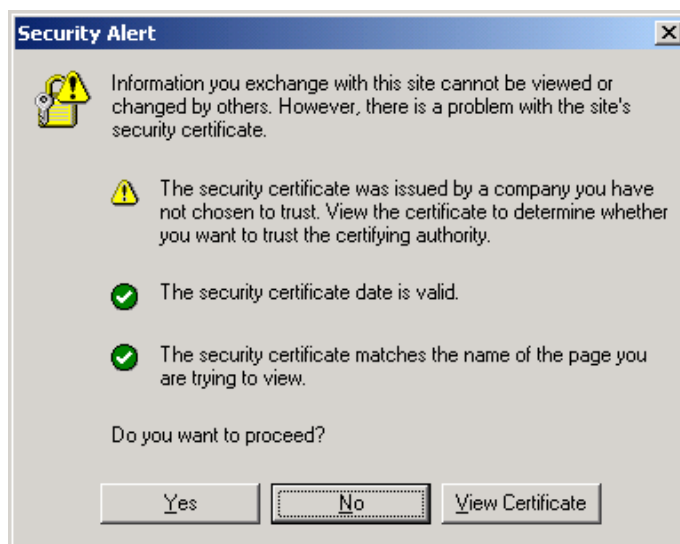 Security Alert
Information you exchange with this site cannot be viewed or
changed by others. However, there is a problem with the site's
security certificate.
The security certificate was issued by a company you have
not chosen to trust. View the certificate to determine whether
you want to trust the certifying authority.
The security certificate date is valid.
The security certificate matches the name of the page you
are trying to view.
Do you want to proceed?
Yes No View Certificate